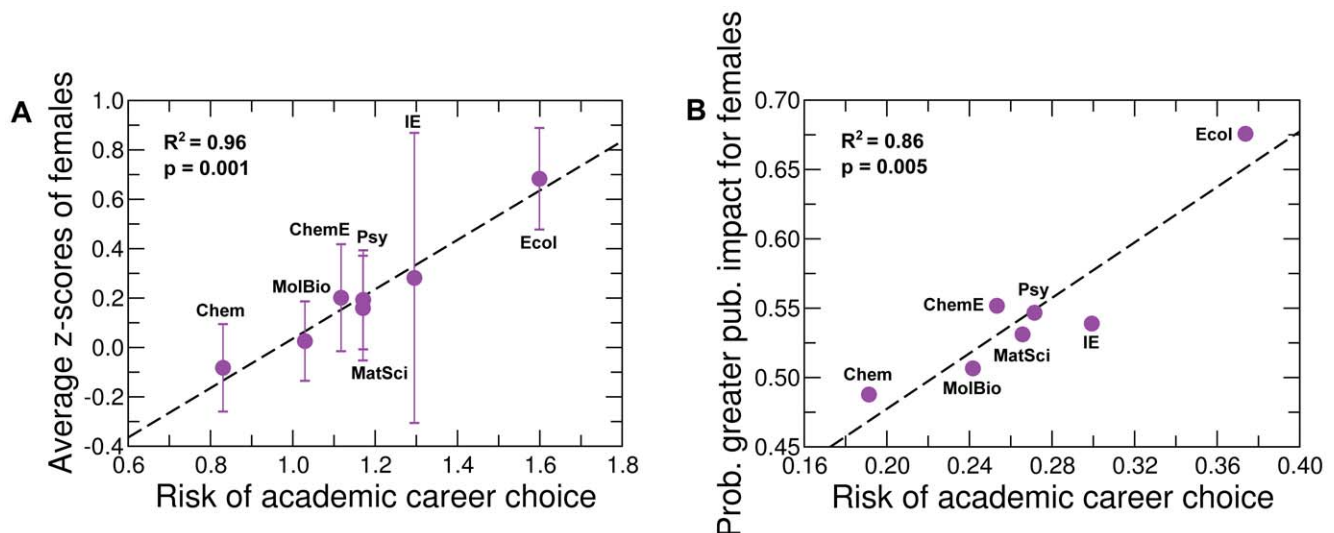 A
Average z-scores of females
1.0
0.8
0.6
0.4
0.2
0.0
-0.2
-0.4
R² = 0.96
p = 0.001
IE
ChemE
Psy
Ecol
MolBio
Chem
MatSci
0.6 0.8 1.0 1.2 1.4 1.6 1.8
Risk of academic career choice
B
Prob. greater pub. impact for females
0.70
0.65
0.60
0.55
0.50
0.45
R² = 0.86
p = 0.005
Ecol
Psy
ChemE
IE
MatSci
Chem
MolBio
0.16 0.20 0.24 0.28 0.32 0.36 0.40
Risk of academic career choice